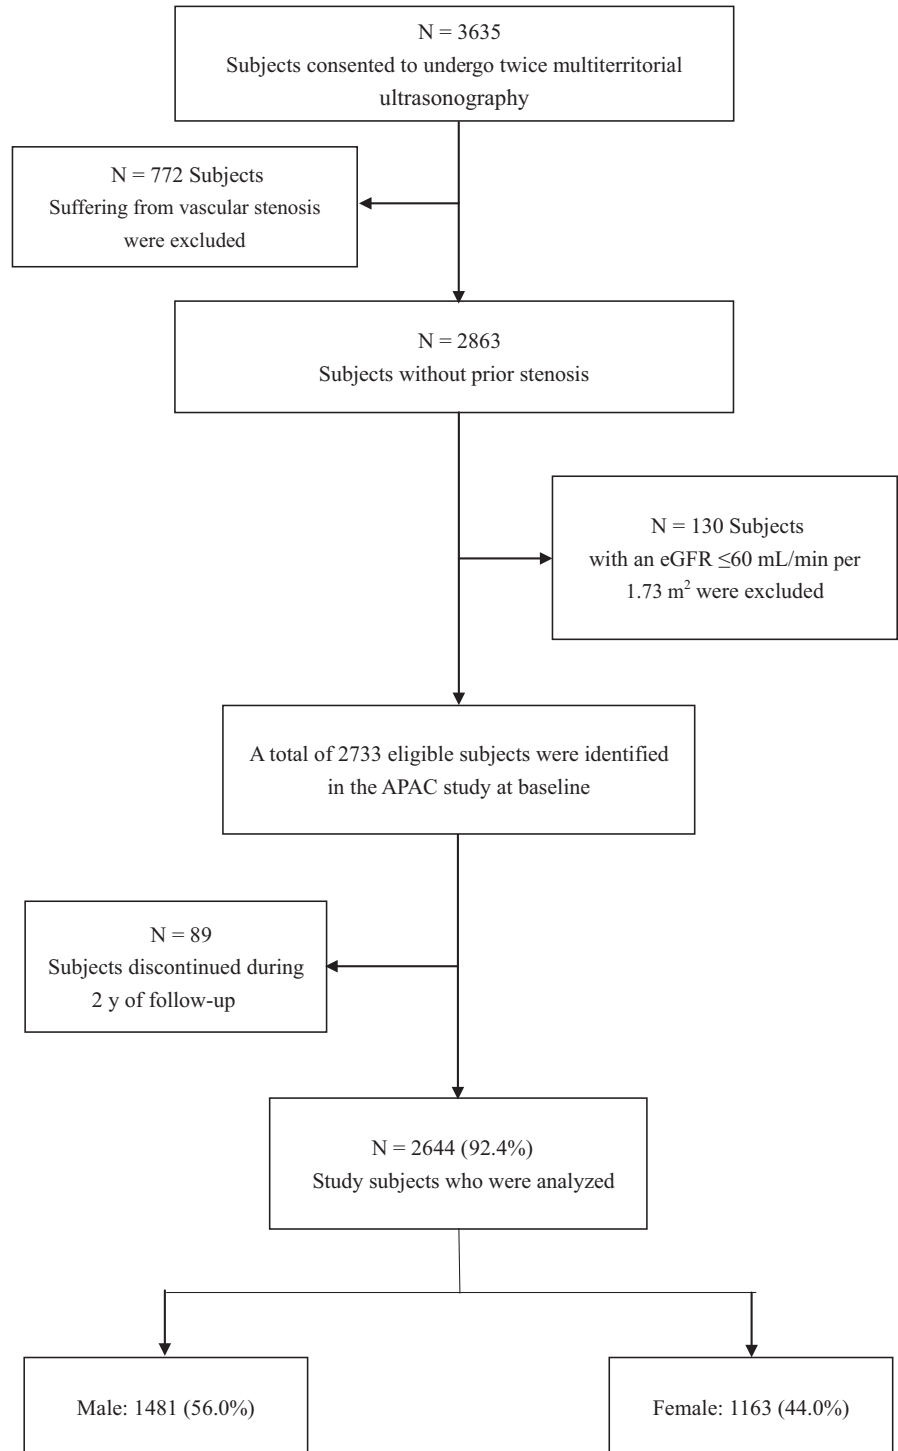 N = 3635
Subjects consented to undergo twice multiterritorial
ultrasonography
N = 772 Subjects
Suffering from vascular stenosis
were excluded
N = 2863
Subjects without prior stenosis
N = 130 Subjects
with an eGFR ≤60 mL/min per
1.73 m² were excluded
A total of 2733 eligible subjects were identified
in the APAC study at baseline
N = 89
Subjects discontinued during
2 y of follow-up
N = 2644 (92.4%)
Study subjects who were analyzed
Male: 1481 (56.0%)
Female: 1163 (44.0%)